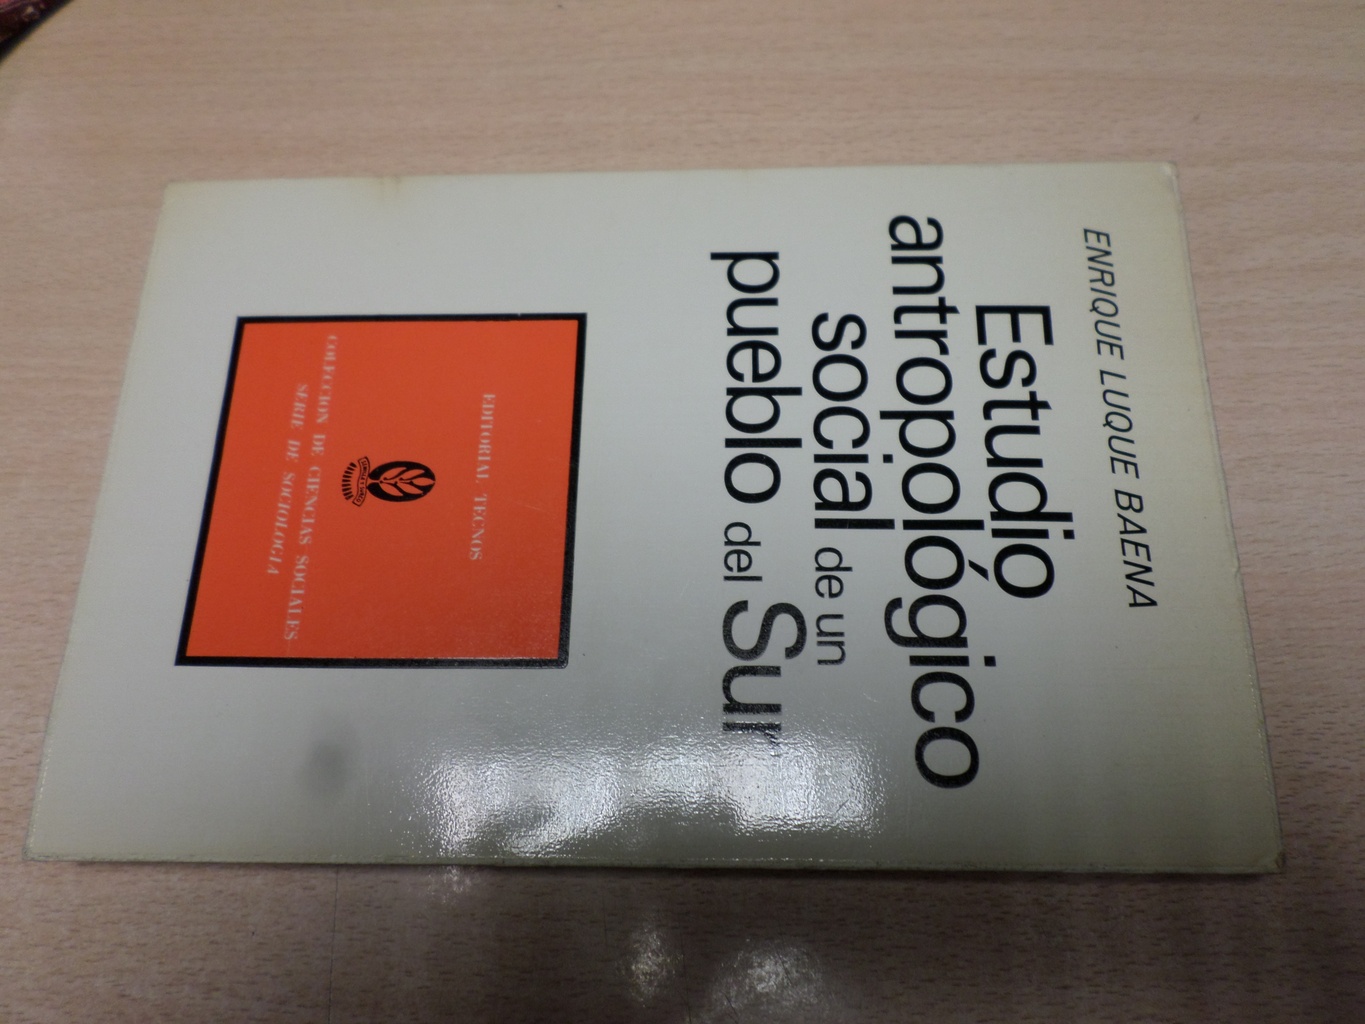 ENRIQUE LUQUE BAENA
Estudio
antropológico
social de un
pueblo del Sur
EDITORIAL TECNOS
COLECCION DE CIENCIAS SOCIALES
SERIE DE SOCIOLOGIA